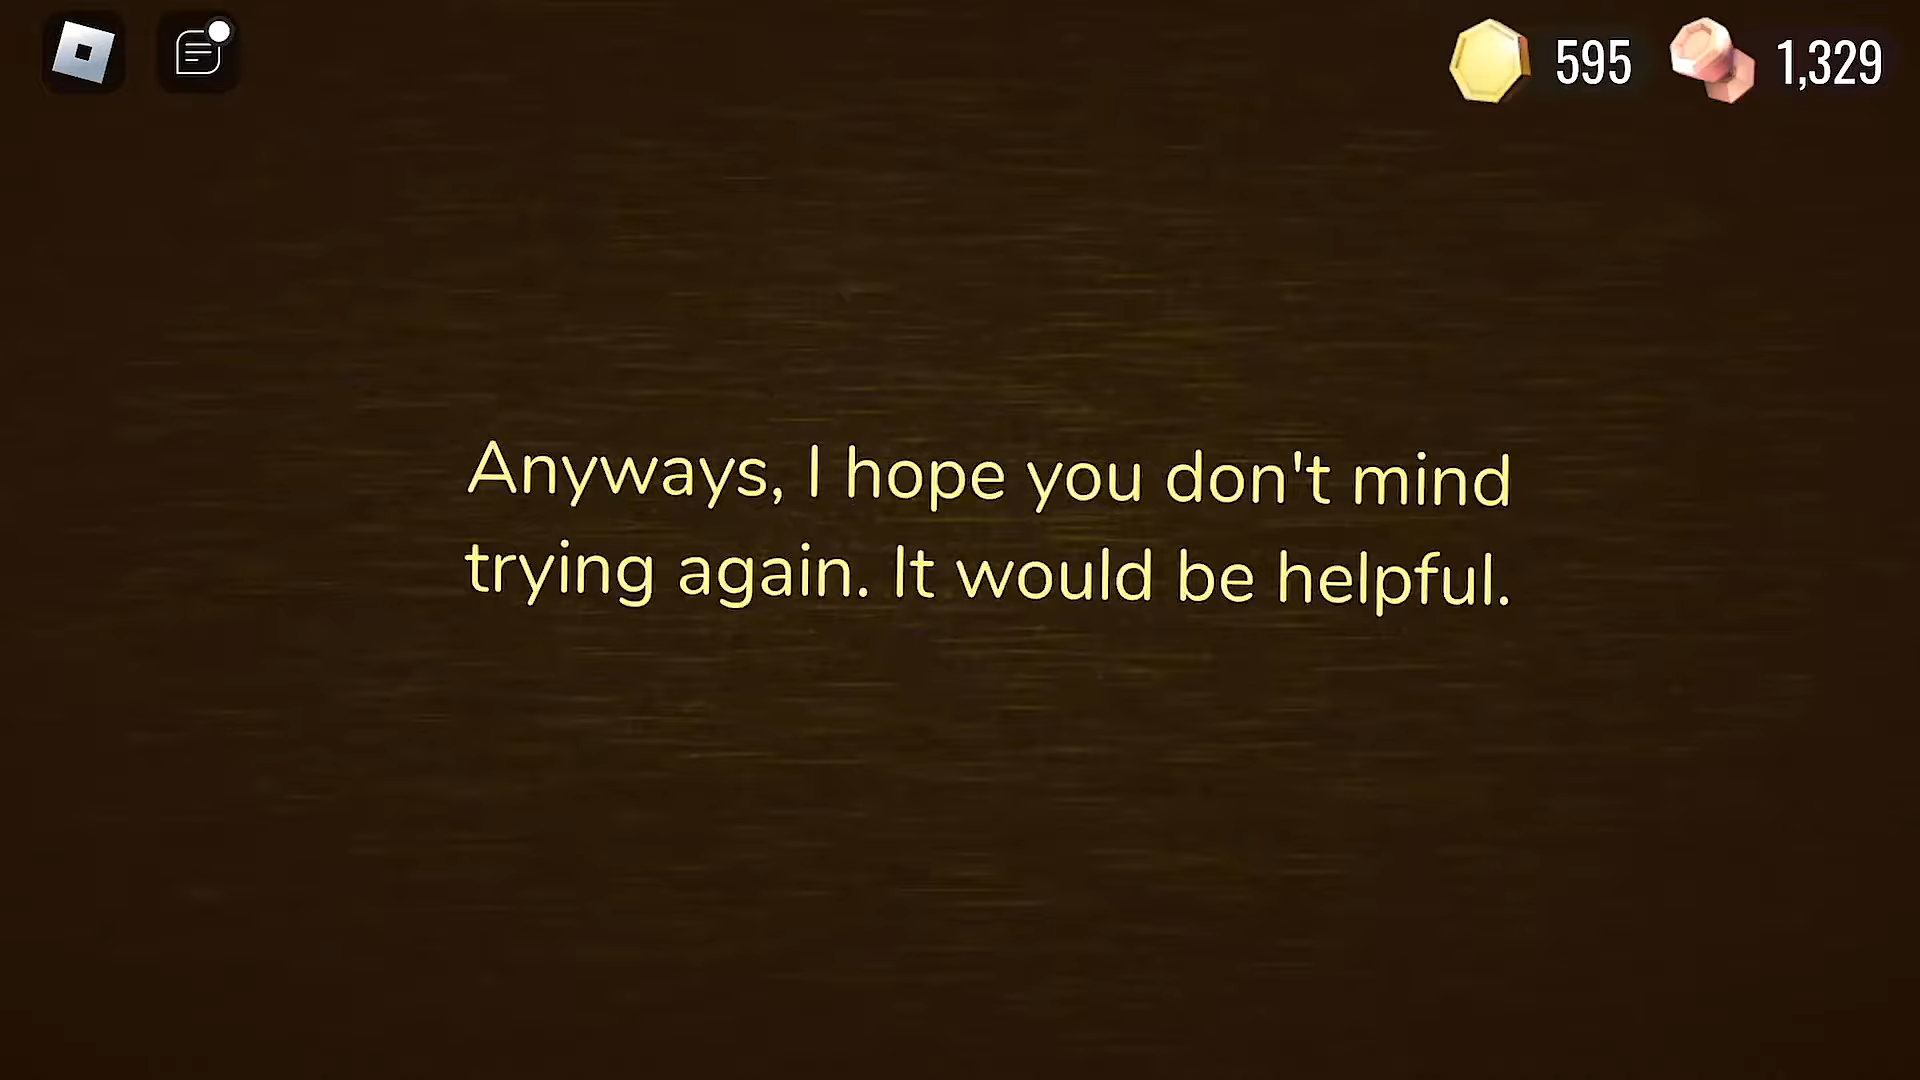 595 1,329
Anyways, I hope you don't mind
trying again. It would be helpful.